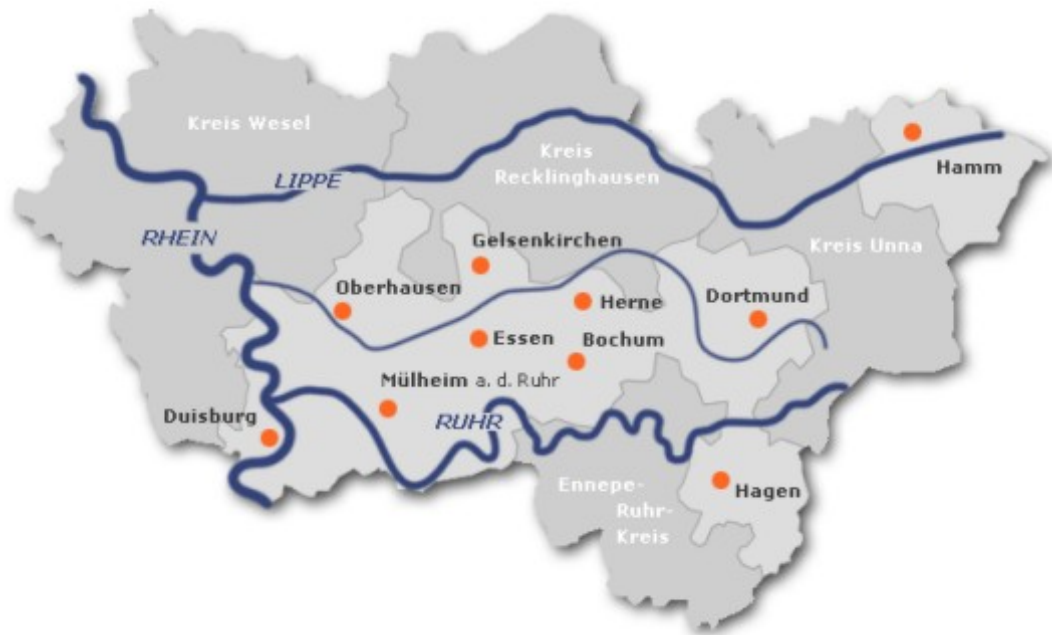 Kreis Wesel
Kreis
Recklinghausen
Hamm
LIPPE
RHEIN
Gelsenkirchen
Kreis Unna
Oberhausen
Herne
Dortmund
Essen
Bochum
Mülheim a. d. Ruhr
Duisburg
RUHR
Ennepe-
Ruhr-
Kreis
Hagen